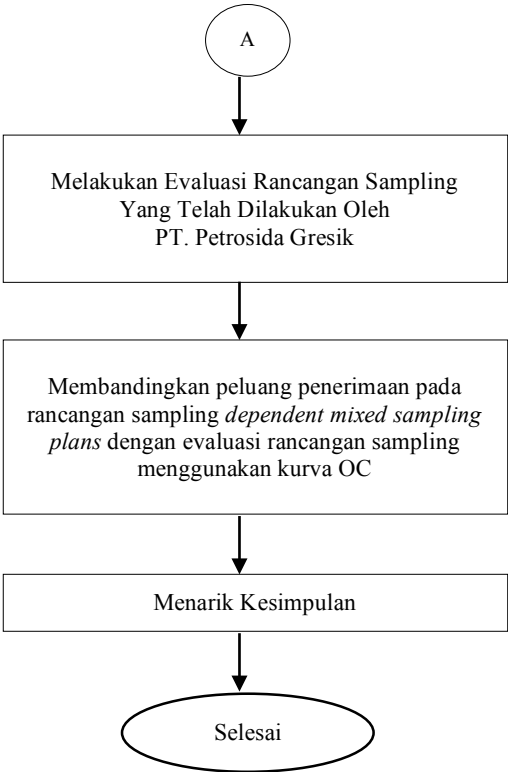 A
Melakukan Evaluasi Rancangan Sampling
Yang Telah Dilakukan Oleh
PT. Petrosida Gresik
Membandingkan peluang penerimaan pada
rancangan sampling dependent mixed sampling
plans dengan evaluasi rancangan sampling
menggunakan kurva OC
Menarik Kesimpulan
Selesai